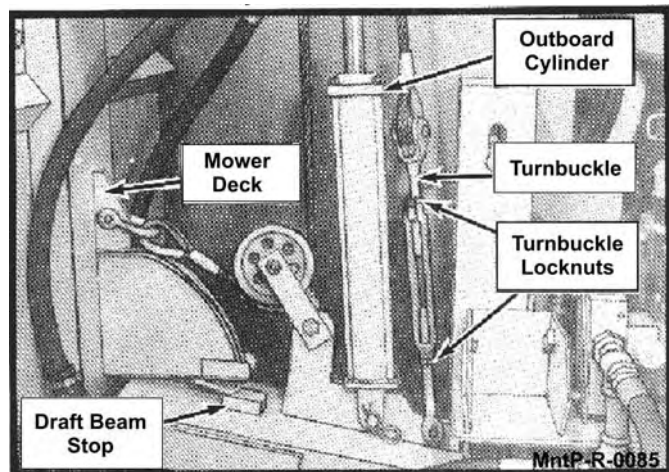 Outboard
Cylinder
Mower
Deck
Turnbuckle
Turnbuckle
Locknuts
Draft Beam
Stop
MntP-R-0085